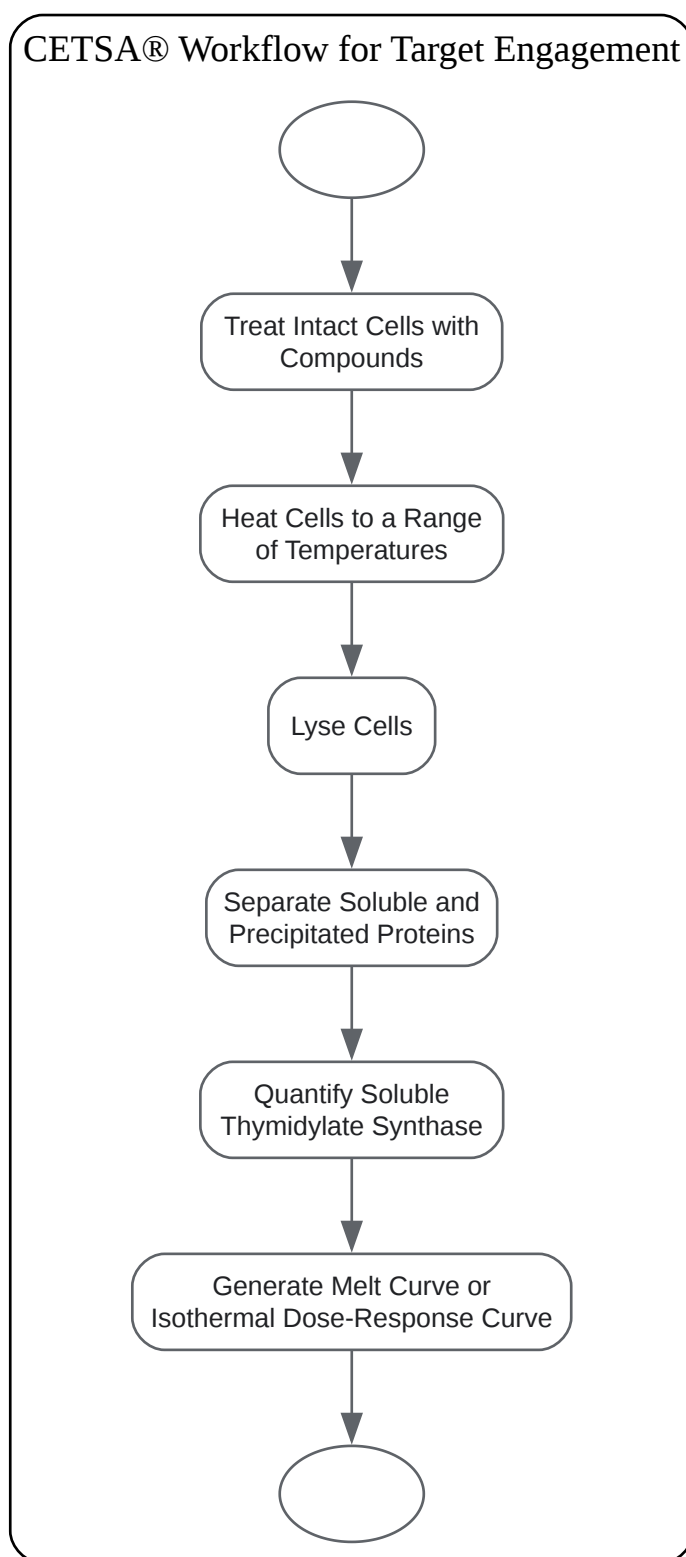 CETSA® Workflow for Target Engagement
Treat Intact Cells with
Compounds
Heat Cells to a Range
of Temperatures
Lyse Cells
Separate Soluble and
Precipitated Proteins
Quantify Soluble
Thymidylate Synthase
Generate Melt Curve or
Isothermal Dose-Response Curve